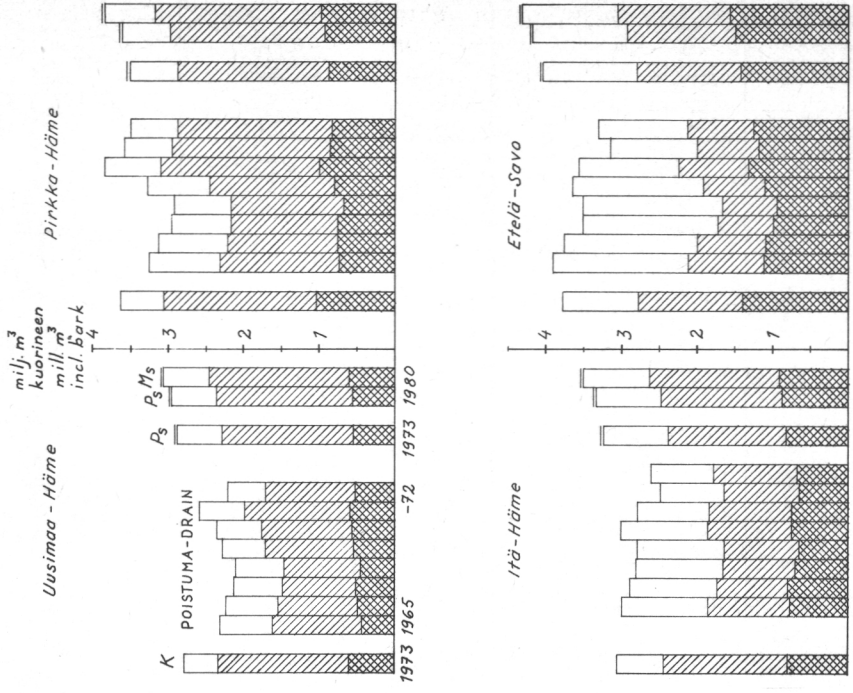 Uusimaa - Häme
milj. m³
kuorineen
mill. m³
incl. bark
Pirkka - Häme
4
3
2
1
K
POISTUMA-DRAIN
Ps
Ps Ms
1973 1965 -72 1973 1980
Itä-Häme
Etelä-Savo
4
3
2
1